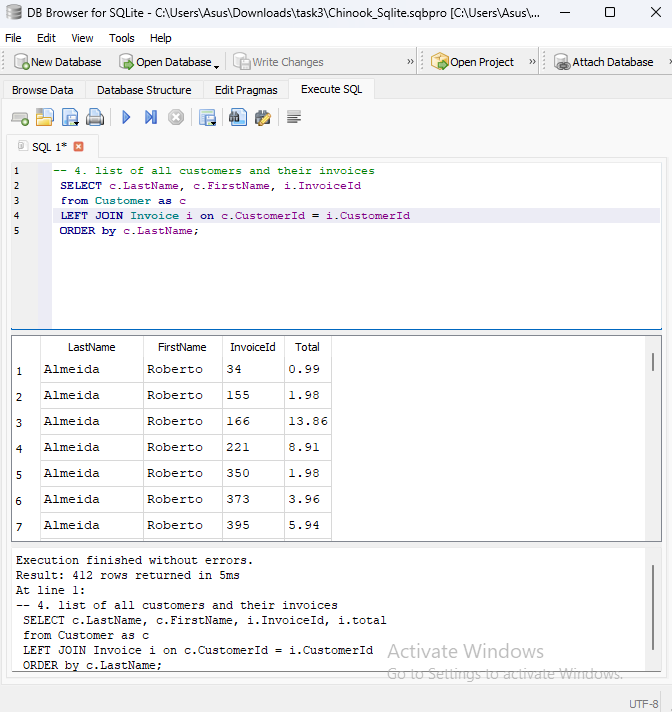 DB Browser for SQLite - C:\Users\Asus\Downloads\task3\Chinook_Sqlite.sqbpro [C:\Users\Asus\...
File Edit View Tools Help
New Database Open Database Write Changes » Open Project » Attach Database »
Browse Data Database Structure Edit Pragmas Execute SQL
SQL 1*
1 -- 4. list of all customers and their invoices
2 SELECT c.LastName, c.FirstName, i.InvoiceId
3 from Customer as c
4 LEFT JOIN Invoice i on c.CustomerId = i.CustomerId
5 ORDER by c.LastName;
LastName FirstName InvoiceId Total
1 Almeida Roberto 34 0.99
2 Almeida Roberto 155 1.98
3 Almeida Roberto 166 13.86
4 Almeida Roberto 221 8.91
5 Almeida Roberto 350 1.98
6 Almeida Roberto 373 3.96
7 Almeida Roberto 395 5.94
Execution finished without errors.
Result: 412 rows returned in 5ms
At line 1:
-- 4. list of all customers and their invoices
SELECT c.LastName, c.FirstName, i.InvoiceId, i.total
from Customer as c
LEFT JOIN Invoice i on c.CustomerId = i.CustomerId
ORDER by c.LastName;
Activate Windows
Go to Settings to activate Windows.
UTF-8